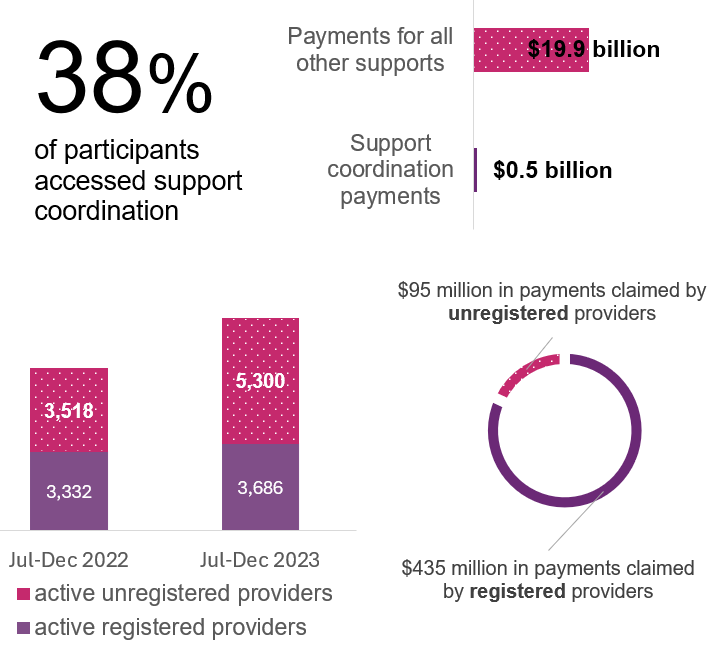 38%
of participants
accessed support
coordination
Payments for all
other supports
$19.9 billion
Support
coordination
payments
$0.5 billion
3,518
3,332
5,300
3,686
Jul-Dec 2022
Jul-Dec 2023
active unregistered providers
active registered providers
$95 million in payments claimed by
unregistered providers
$435 million in payments claimed
by registered providers